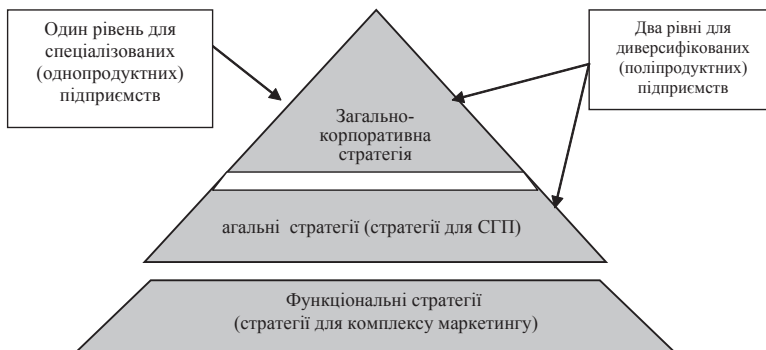 Один рівень для
спеціалізованих
(однопродуктних)
підприємств
Два рівні для
диверсифікованих
(поліпродуктних)
підприємств
Загально-
корпоративна
стратегія
агальні стратегії (стратегії для СГП)
Функціональні стратегії
(стратегії для комплексу маркетингу)